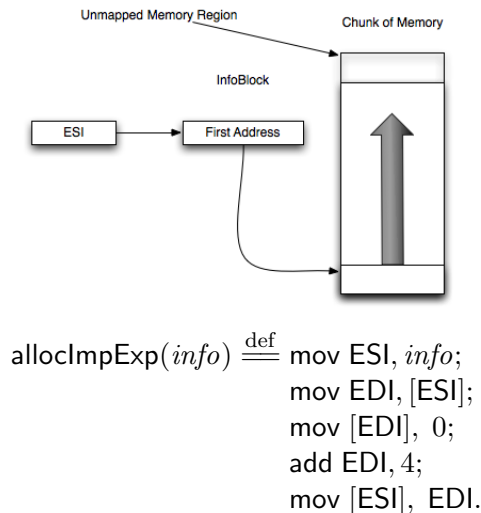 Unmapped Memory Region
Chunk of Memory
InfoBlock
ESI
First Address
allocImpExp(info) def== mov ESI, info;
mov EDI, [ESI];
mov [EDI], 0;
add EDI, 4;
mov [ESI], EDI.